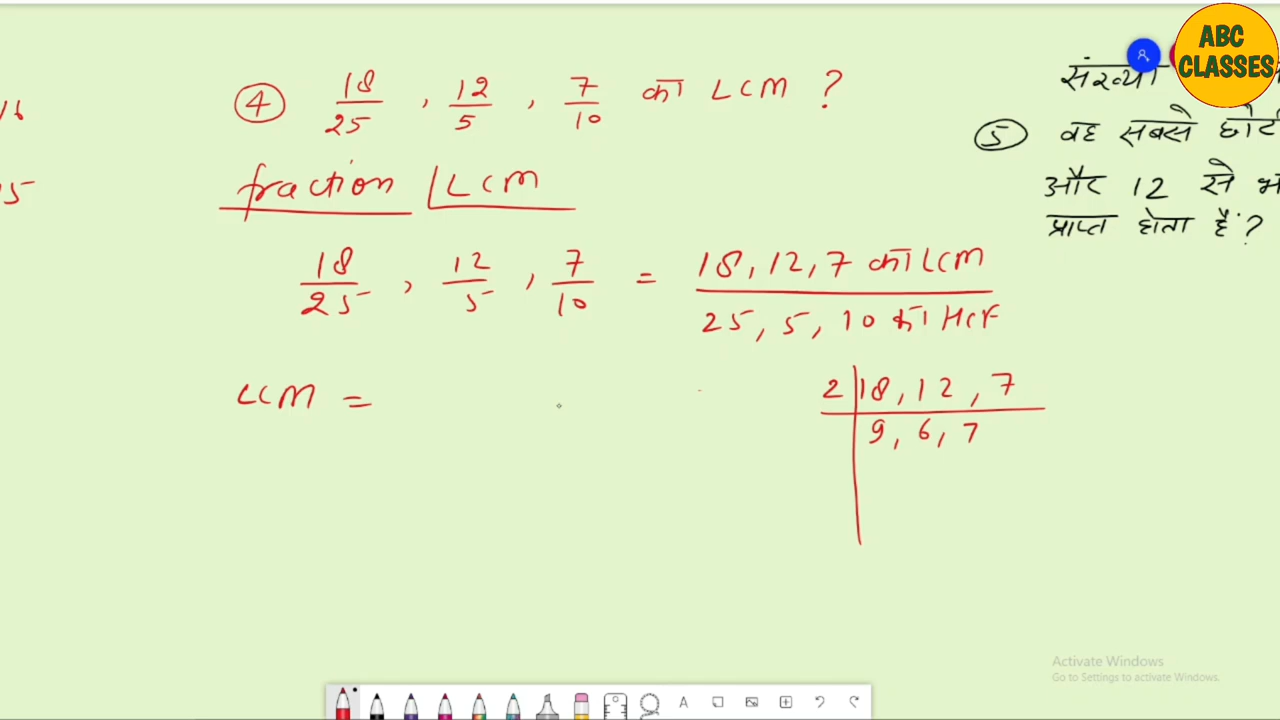 ABC
CLASSES
16
15
④ 18/25 , 12/5 , 7/10 का LCM ?
fraction LCM
18/25 , 12/5 , 7/10 = 18, 12, 7 का LCM / 25, 5, 10 का HCF
LCM =
2 | 18, 12, 7
9, 6, 7
संख्या
⑤ वह सबसे
और 12 से
प्राप्त होता है ?
Activate Windows
Go to Settings to activate Windows.
A